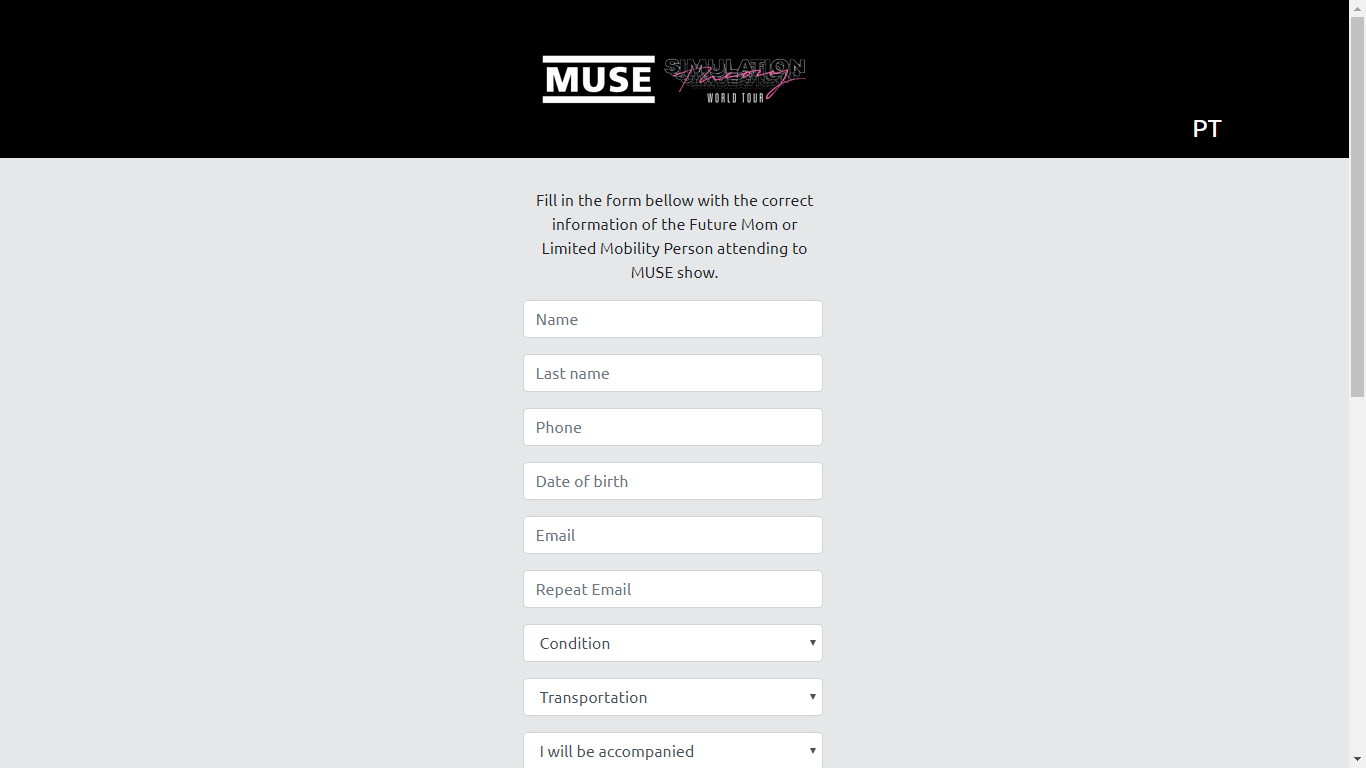 MUSE
SIMULATION
Theory
WORLD TOUR
PT
Fill in the form bellow with the correct
information of the Future Mom or
Limited Mobility Person attending to
MUSE show.
Name
Last name
Phone
Date of birth
Email
Repeat Email
Condition
Transportation
I will be accompanied